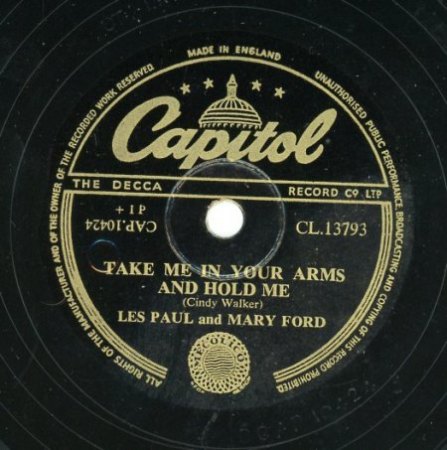 MADE IN ENGLAND
ALL RIGHTS OF THE MANUFACTURER AND OF THE OWNER OF THE RECORDED WORK RESERVED.
UNAUTHORISED PUBLIC PERFORMANCE, BROADCASTING AND COPYING OF THIS RECORD PROHIBITED.
Capitol
THE DECCA RECORD CO LTD
CAP.10424
P1+
CL.13793
TAKE ME IN YOUR ARMS
AND HOLD ME
(Cindy Walker)
LES PAUL and MARY FORD